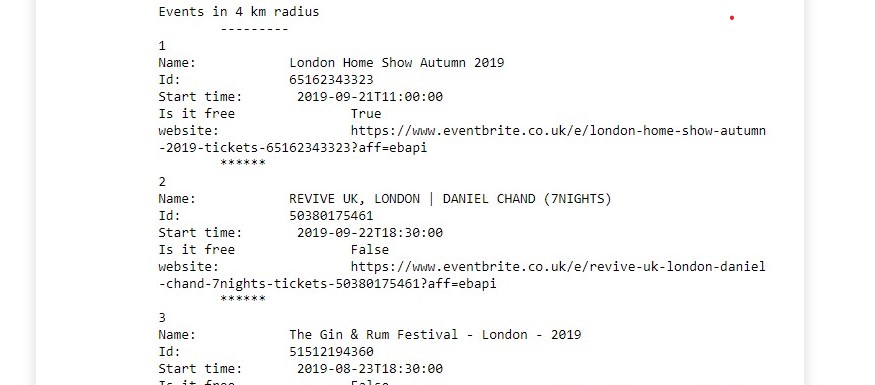 Events in 4 km radius
---------
1
Name: London Home Show Autumn 2019
Id: 65162343323
Start time: 2019-09-21T11:00:00
Is it free True
website: https://www.eventbrite.co.uk/e/london-home-show-autumn
-2019-tickets-65162343323?aff=ebapi
******
2
Name: REVIVE UK, LONDON | DANIEL CHAND (7NIGHTS)
Id: 50380175461
Start time: 2019-09-22T18:30:00
Is it free False
website: https://www.eventbrite.co.uk/e/revive-uk-london-daniel
-chand-7nights-tickets-50380175461?aff=ebapi
******
3
Name: The Gin & Rum Festival - London - 2019
Id: 51512194360
Start time: 2019-08-23T18:30:00
Is it free False